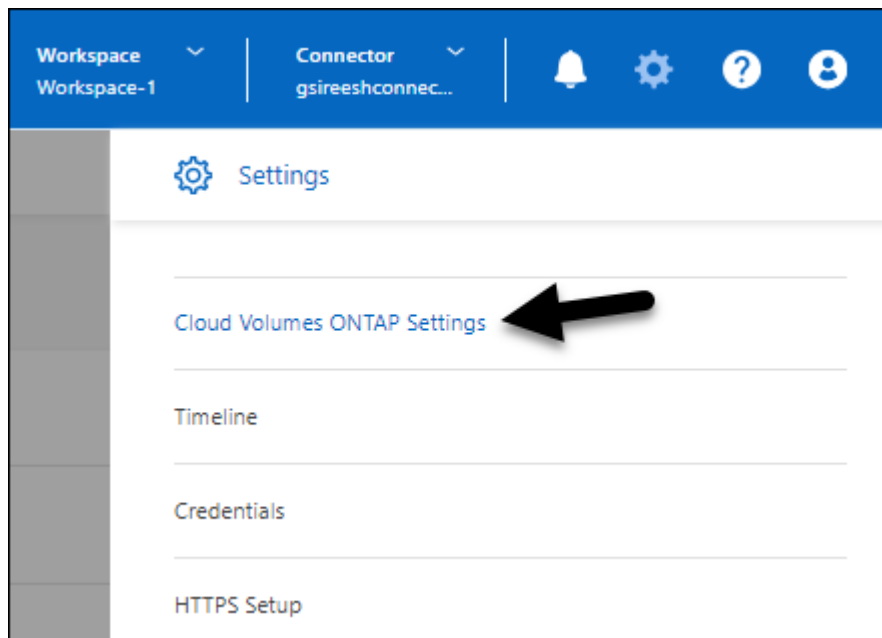 Workspace
Workspace-1
Connector
gsireeshconnec...
Settings
Cloud Volumes ONTAP Settings
Timeline
Credentials
HTTPS Setup